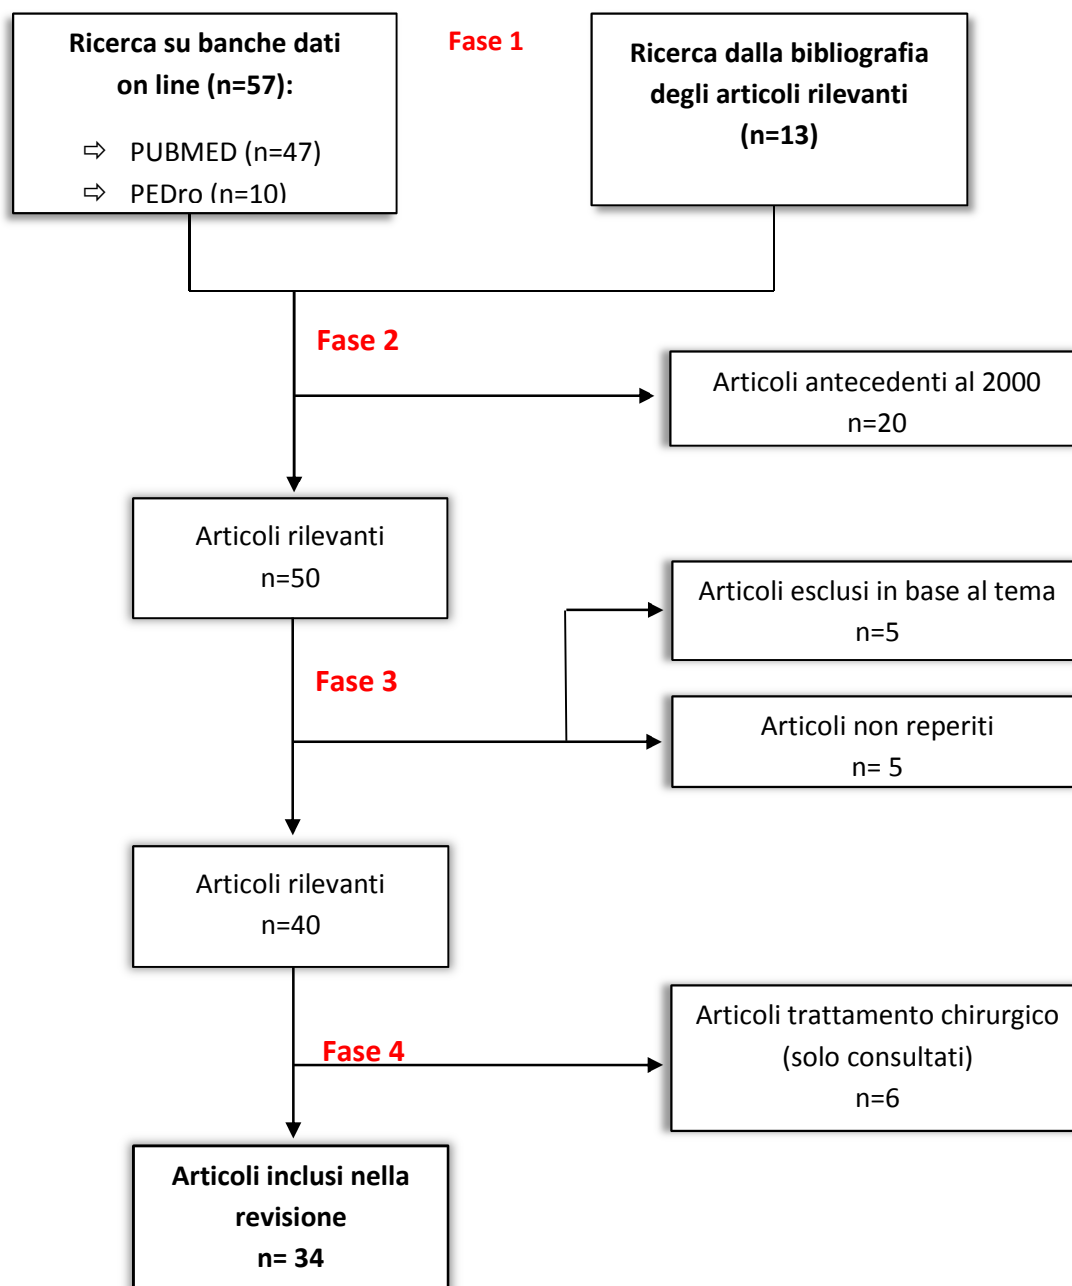 Ricerca su banche dati
on line (n=57):
⇨ PUBMED (n=47)
⇨ PEDro (n=10)
Fase 1
Ricerca dalla bibliografia
degli articoli rilevanti
(n=13)
Fase 2
Articoli antecedenti al 2000
n=20
Articoli rilevanti
n=50
Articoli esclusi in base al tema
n=5
Fase 3
Articoli non reperiti
n= 5
Articoli rilevanti
n=40
Articoli trattamento chirurgico
(solo consultati)
n=6
Fase 4
Articoli inclusi nella
revisione
n= 34